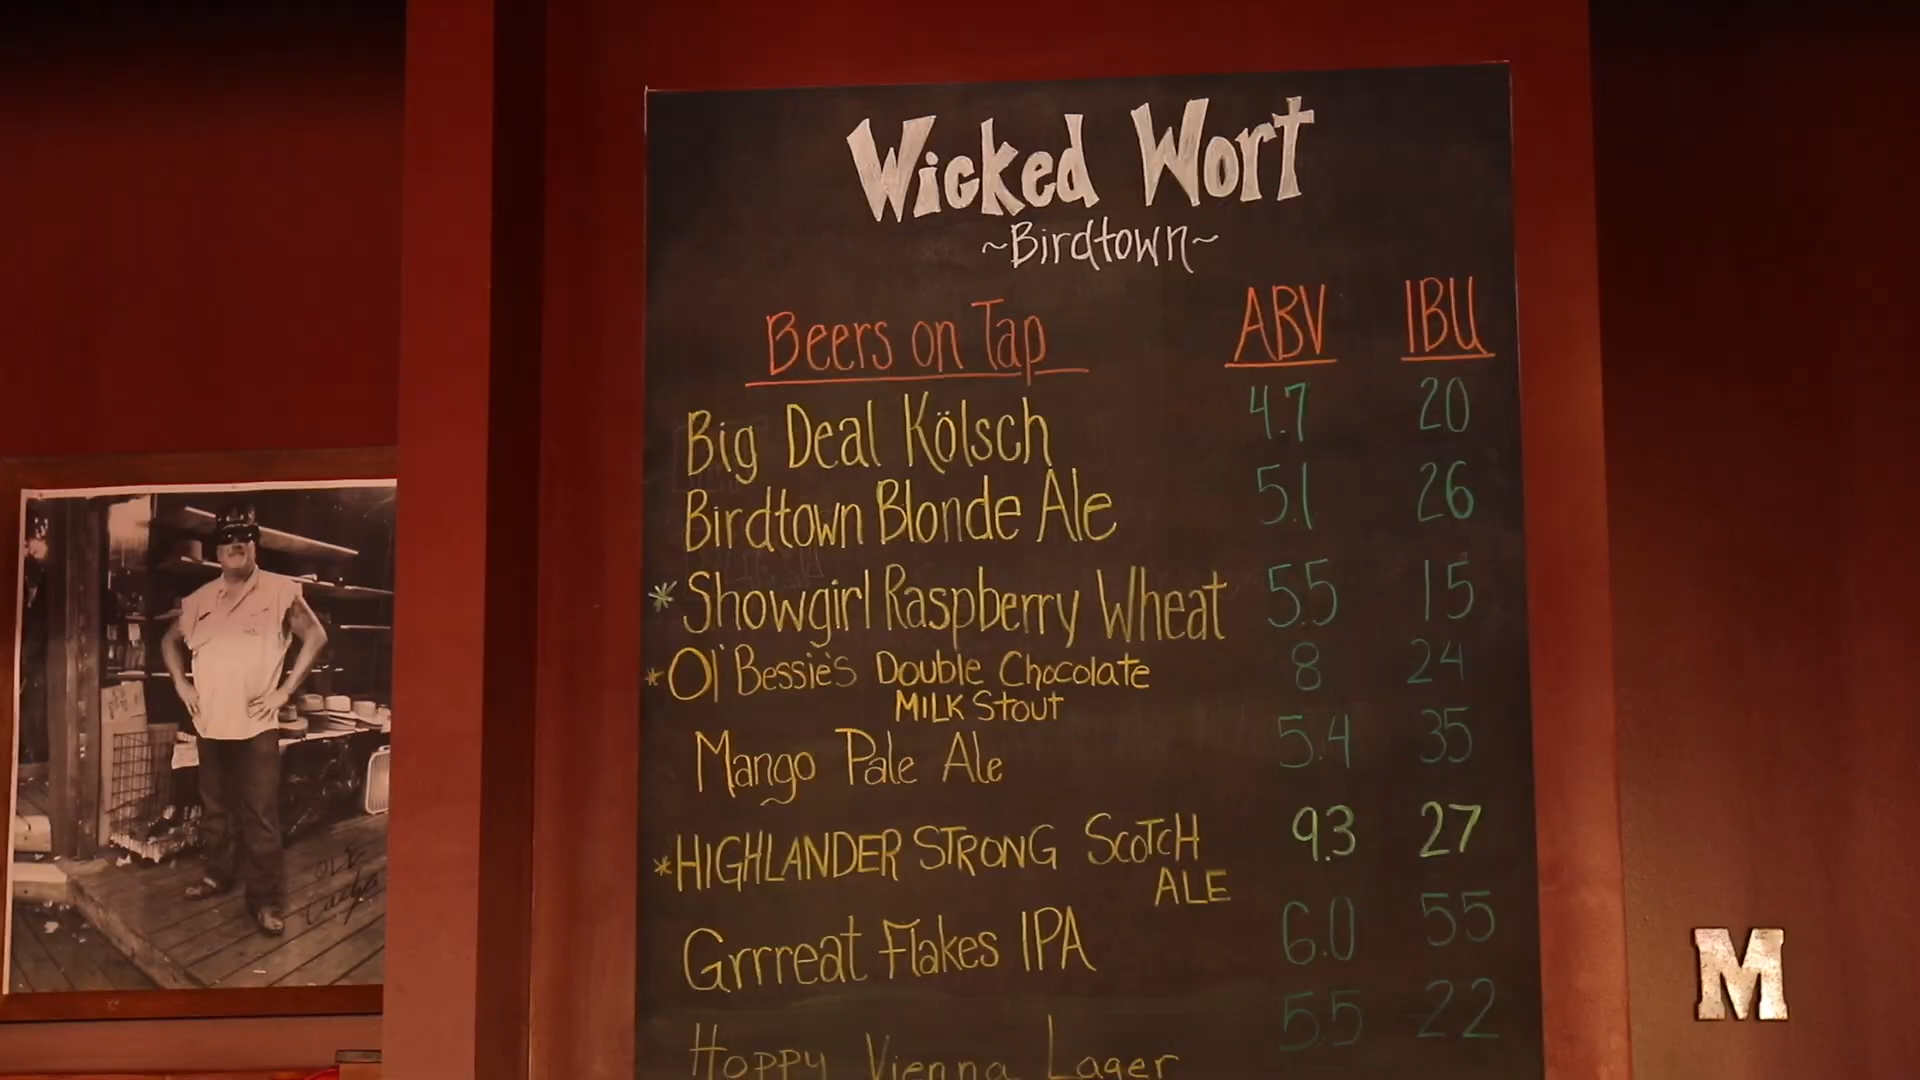 Wicked Wort
~Birdtown~
Beers on Tap ABV IBU
Big Deal Kölsch 4.7 20
Birdtown Blonde Ale 5.1 26
*Showgirl Raspberry Wheat 5.5 15
*Ol' Bessie's Double Chocolate 8 24
MILK STOUT
Mango Pale Ale 5.4 35
*HIGHLANDER STRONG SCOTCH 9.3 27
ALE
Grrreat Flakes IPA 6.0 55
Hoppy Vienna Lager 5.5 22
M